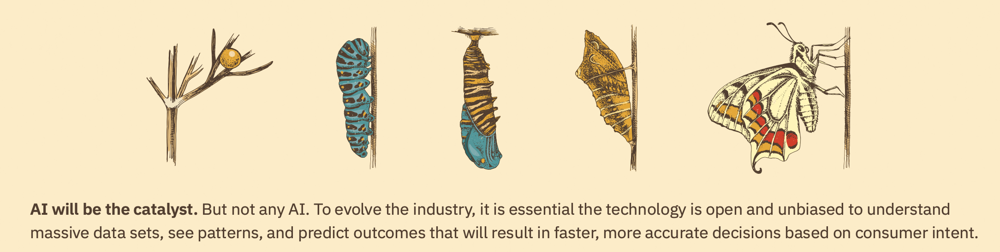 AI will be the catalyst. But not any AI. To evolve the industry, it is essential the technology is open and unbiased to understand
massive data sets, see patterns, and predict outcomes that will result in faster, more accurate decisions based on consumer intent.